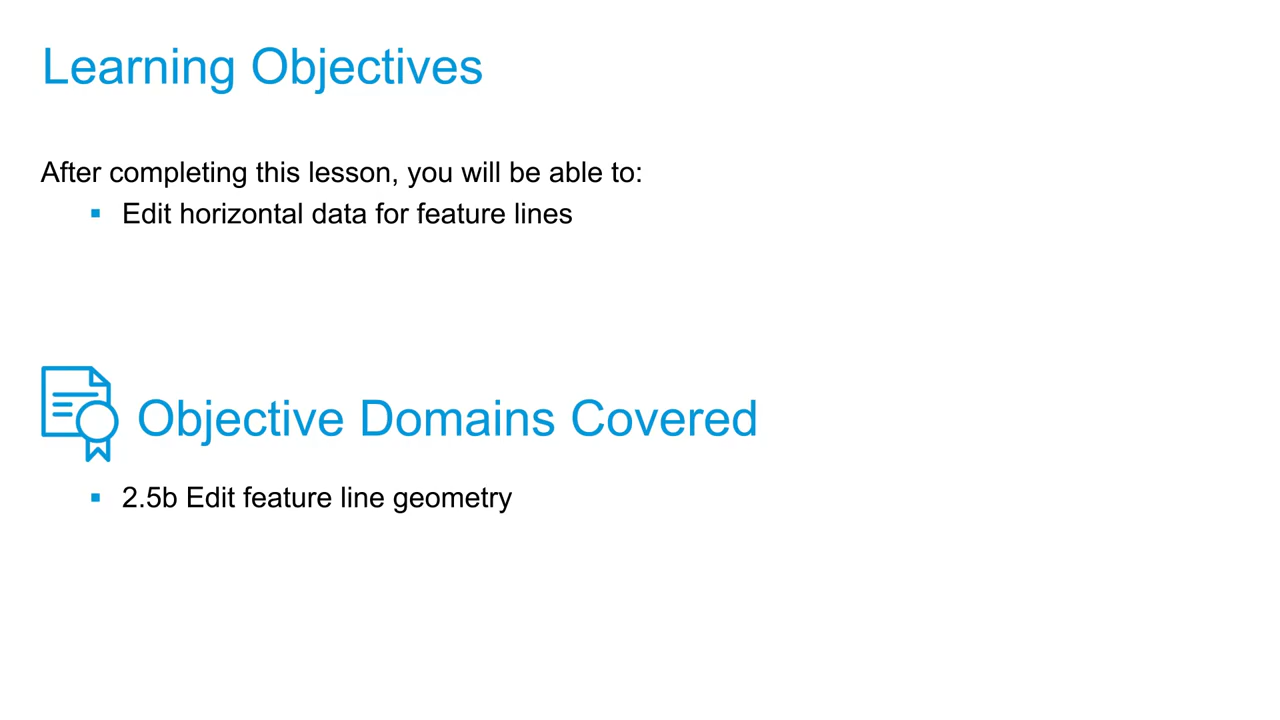 Learning Objectives
After completing this lesson, you will be able to:
▪ Edit horizontal data for feature lines
Objective Domains Covered
▪ 2.5b Edit feature line geometry